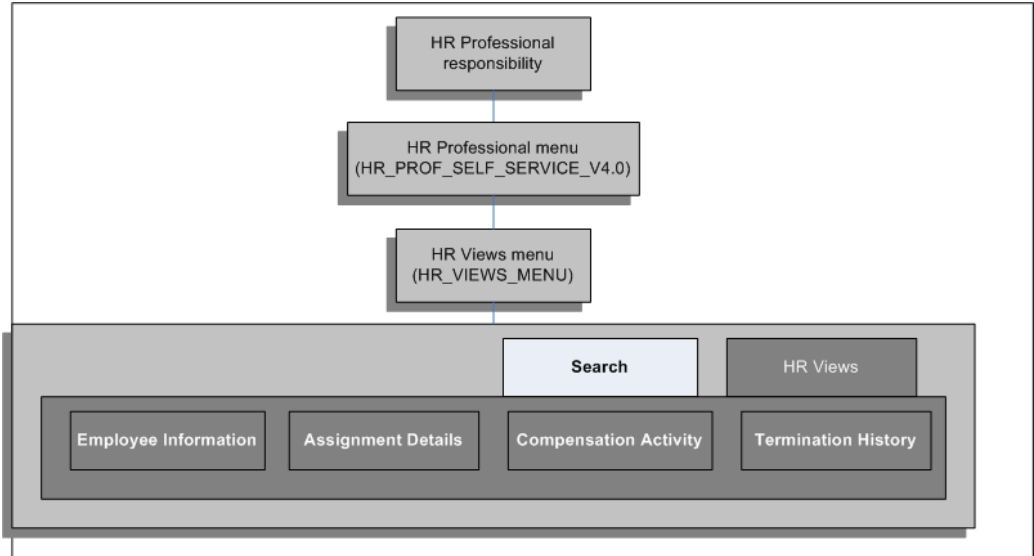 HR Professional
responsibility
HR Professional menu
(HR_PROF_SELF_SERVICE_V4.0)
HR Views menu
(HR_VIEWS_MENU)
Search
HR Views
Employee Information
Assignment Details
Compensation Activity
Termination History